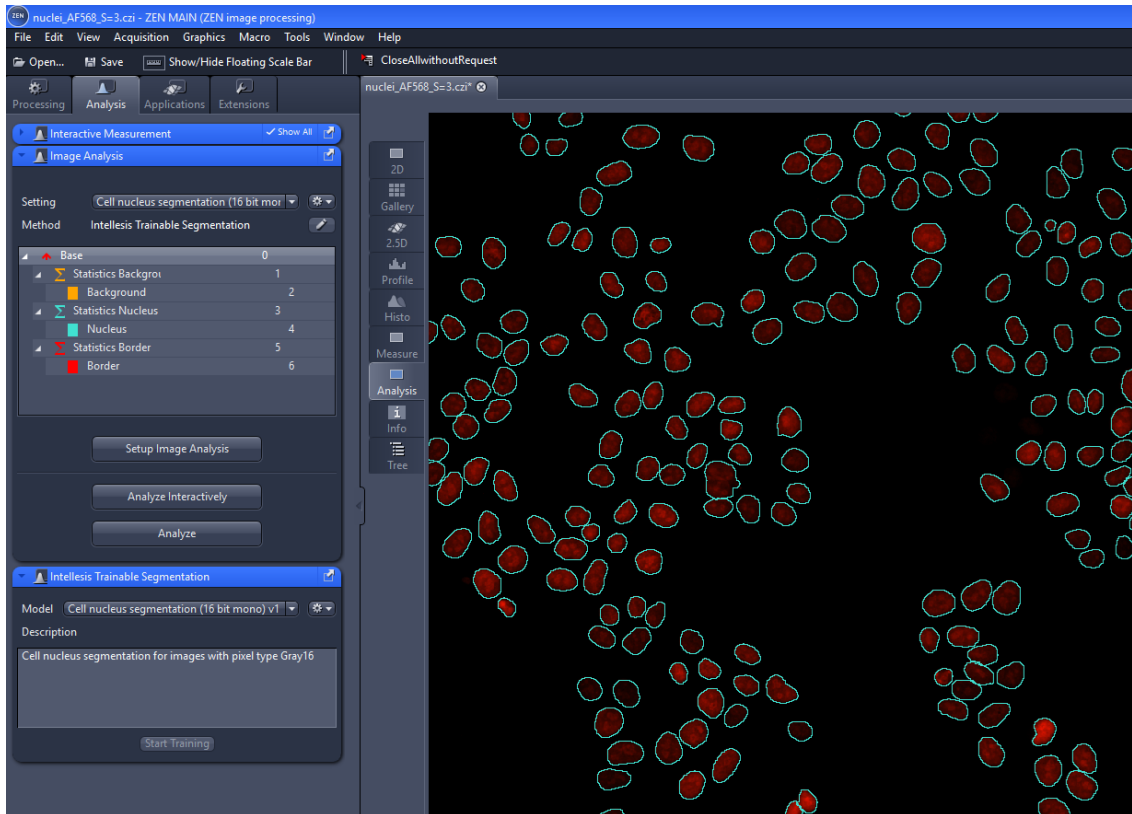 ZEN nuclei_AF568_S=3.czi - ZEN MAIN (ZEN image processing)
File Edit View Acquisition Graphics Macro Tools Window Help
Open... Save Show/Hide Floating Scale Bar CloseAllwithoutRequest
Processing Analysis Applications Extensions
nuclei_AF568_S=3.czi*
Interactive Measurement Show All
Image Analysis
Setting Cell nucleus segmentation (16 bit mor
Method Intellesis Trainable Segmentation
Base 0
Statistics Backgrou 1
Background 2
Statistics Nucleus 3
Nucleus 4
Statistics Border 5
Border 6
Setup Image Analysis
Analyze Interactively
Analyze
Intellesis Trainable Segmentation
Model Cell nucleus segmentation (16 bit mono) v1
Description
Cell nucleus segmentation for images with pixel type Gray16
Start Training
2D
Gallery
2.5D
Profile
Histo
Measure
Analysis
i
Info
Tree